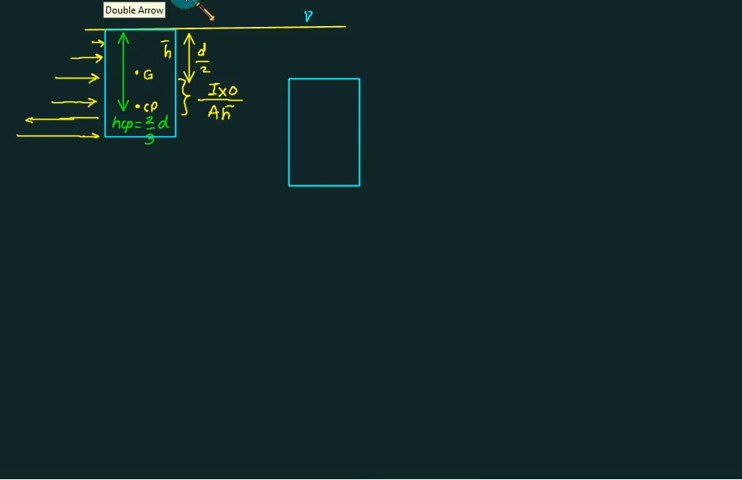 Double Arrow
h̄
d
2
G
CP
Ixo
Ah̄
hcp = 2 d
3